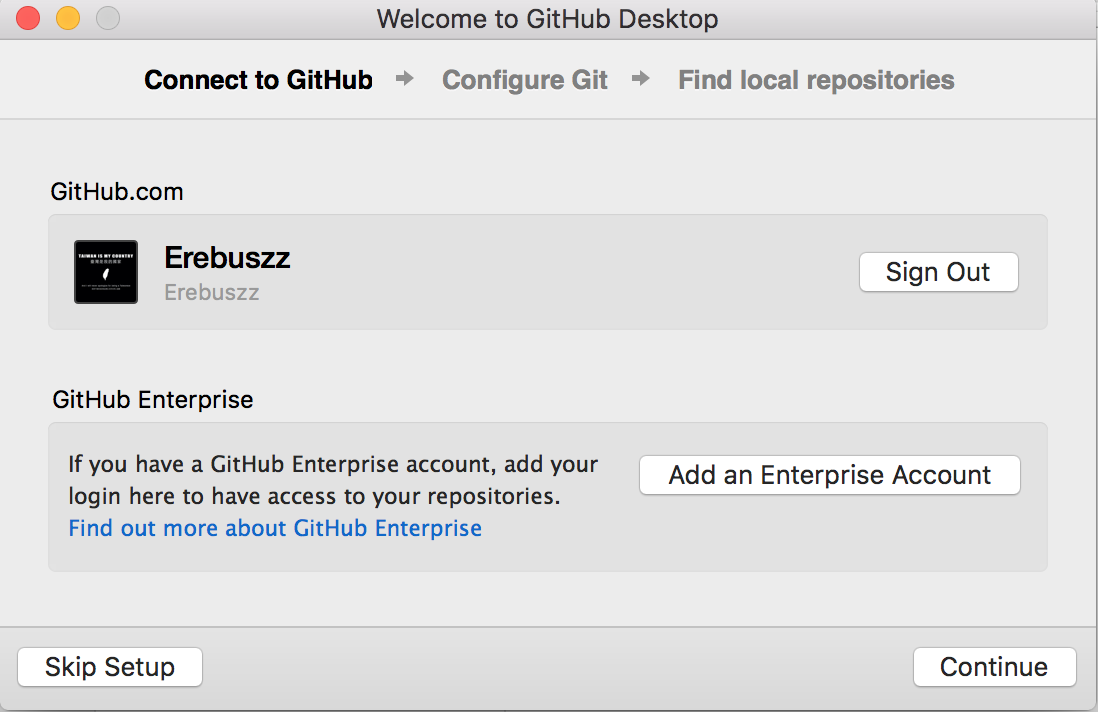 Welcome to GitHub Desktop
Connect to GitHub
Configure Git
Find local repositories
GitHub.com
TAIWAN IS MY COUNTRY
Erebuszz
Erebuszz
Sign Out
GitHub Enterprise
If you have a GitHub Enterprise account, add your
login here to have access to your repositories.
Find out more about GitHub Enterprise
Add an Enterprise Account
Skip Setup
Continue